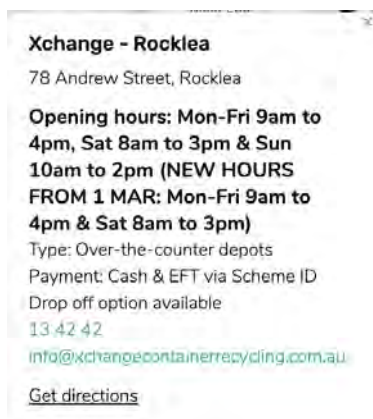 Xchange - Rocklea
78 Andrew Street, Rocklea
Opening hours: Mon-Fri 9am to
4pm, Sat 8am to 3pm & Sun
10am to 2pm (NEW HOURS
FROM 1 MAR: Mon-Fri 9am to
4pm & Sat 8am to 3pm)
Type: Over-the-counter depots
Payment: Cash & EFT via Scheme ID
Drop off option available
13 42 42
info@xchangecontainerrecycling.com.au
Get directions